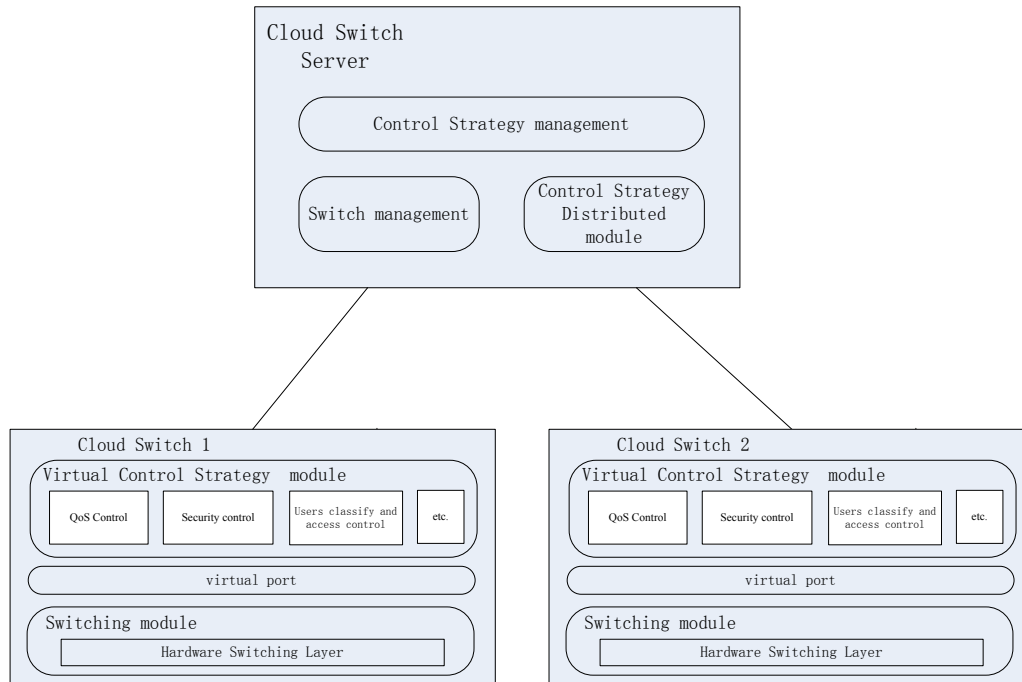 Cloud Switch
Server
Control Strategy management
Switch management
Control Strategy
Distributed
module
Cloud Switch 1
Virtual Control Strategy module
QoS Control
Security control
Users classify and
access control
etc.
virtual port
Switching module
Hardware Switching Layer
Cloud Switch 2
Virtual Control Strategy module
QoS Control
Security control
Users classify and
access control
etc.
virtual port
Switching module
Hardware Switching Layer